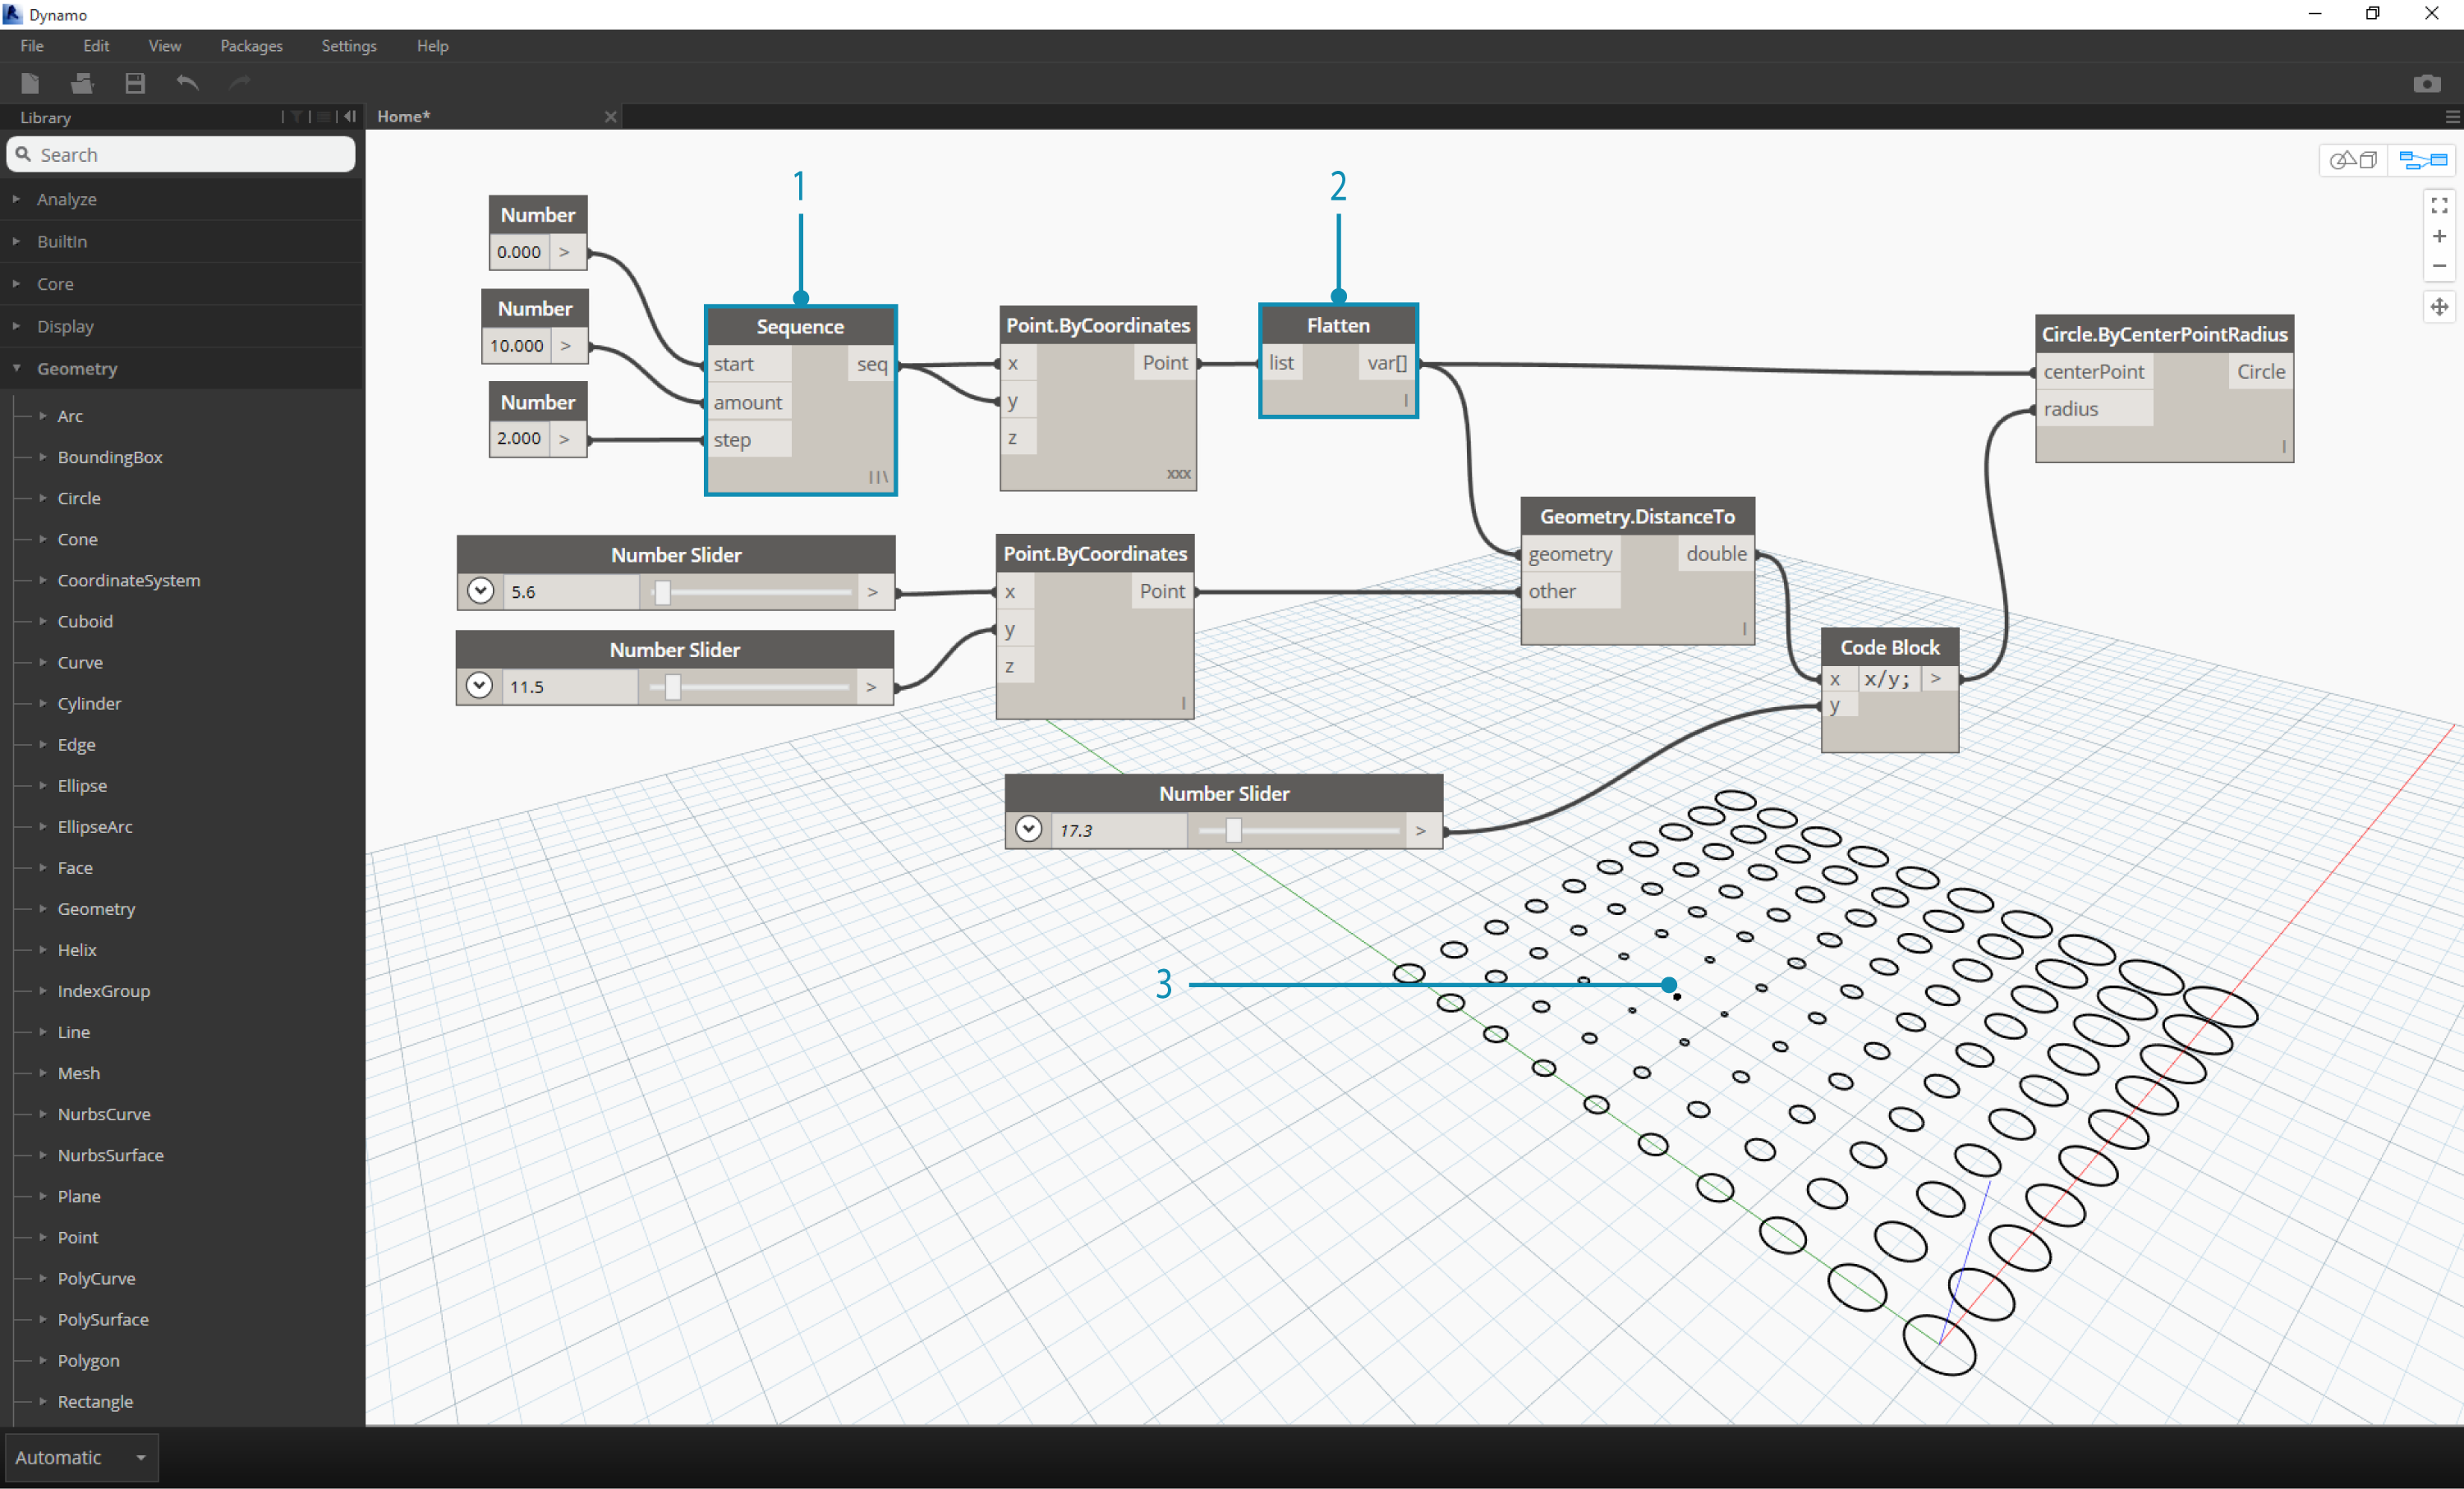 Dynamo
File Edit View Packages Settings Help
Library
Home*
Search
Analyze
BuiltIn
Core
Display
Geometry
Arc
BoundingBox
Circle
Cone
CoordinateSystem
Cuboid
Curve
Cylinder
Edge
Ellipse
EllipseArc
Face
Geometry
Helix
IndexGroup
Line
Mesh
NurbsCurve
NurbsSurface
Plane
Point
PolyCurve
PolySurface
Polygon
Rectangle
Automatic
1
2
Number
0.000 >
Number
10.000 >
Number
2.000 >
Sequence
start seq
amount
step
||\
Point.ByCoordinates
x Point
y
z
xxx
Flatten
list var[]
|
Circle.ByCenterPointRadius
centerPoint Circle
radius
|
Number Slider
5.6 >
Number Slider
11.5 >
Point.ByCoordinates
x Point
y
z
|
Geometry.DistanceTo
geometry double
other
|
Code Block
x x/y; >
y
Number Slider
17.3 >
3